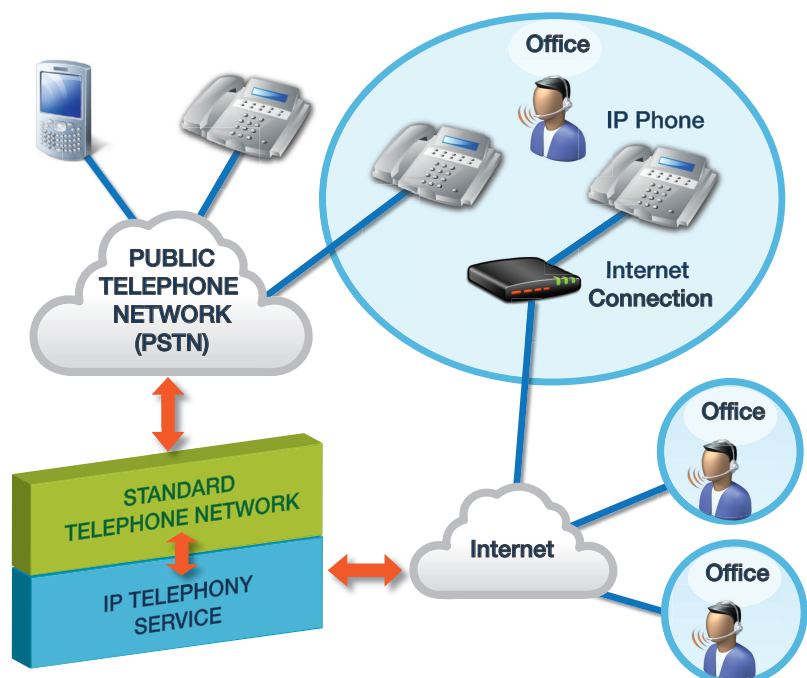 Office
IP Phone
PUBLIC
TELEPHONE
NETWORK
(PSTN)
Internet
Connection
Office
STANDARD
TELEPHONE NETWORK
Internet
IP TELEPHONY
SERVICE
Office